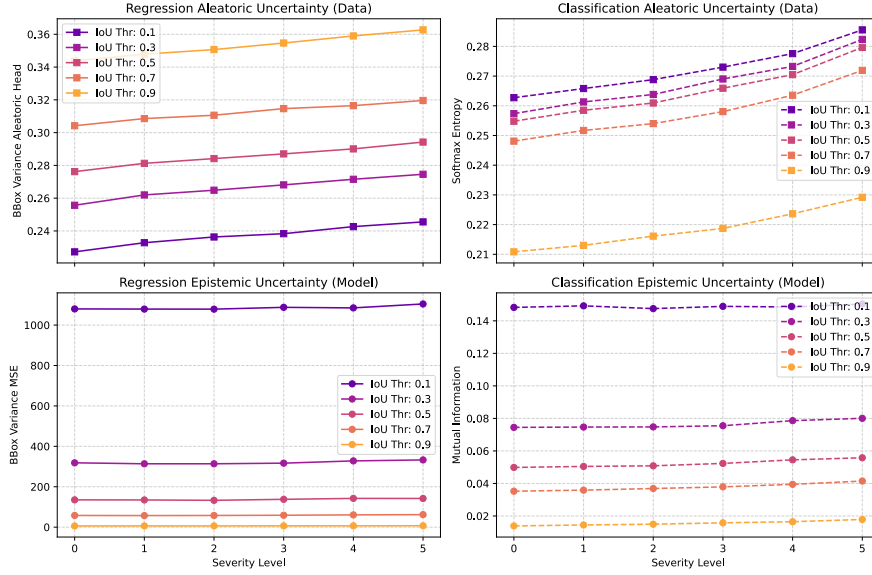 Regression Aleatoric Uncertainty (Data)
BBox Variance Aleatoric Head
0.36
0.34
0.32
0.30
0.28
0.26
0.24
IoU Thr: 0.1
IoU Thr: 0.3
IoU Thr: 0.5
IoU Thr: 0.7
IoU Thr: 0.9
Classification Aleatoric Uncertainty (Data)
Softmax Entropy
0.28
0.27
0.26
0.25
0.24
0.23
0.22
0.21
IoU Thr: 0.1
IoU Thr: 0.3
IoU Thr: 0.5
IoU Thr: 0.7
IoU Thr: 0.9
Regression Epistemic Uncertainty (Model)
BBox Variance MSE
1000
800
600
400
200
0
IoU Thr: 0.1
IoU Thr: 0.3
IoU Thr: 0.5
IoU Thr: 0.7
IoU Thr: 0.9
0 1 2 3 4 5
Severity Level
Classification Epistemic Uncertainty (Model)
Mutual Information
0.14
0.12
0.10
0.08
0.06
0.04
0.02
IoU Thr: 0.1
IoU Thr: 0.3
IoU Thr: 0.5
IoU Thr: 0.7
IoU Thr: 0.9
0 1 2 3 4 5
Severity Level